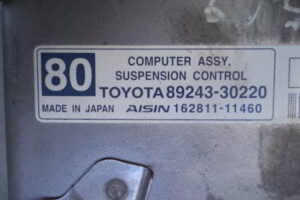 80
COMPUTER ASSY,
SUSPENSION CONTROL
TOYOTA 89243-30220
MADE IN JAPAN AISIN 162811-11460